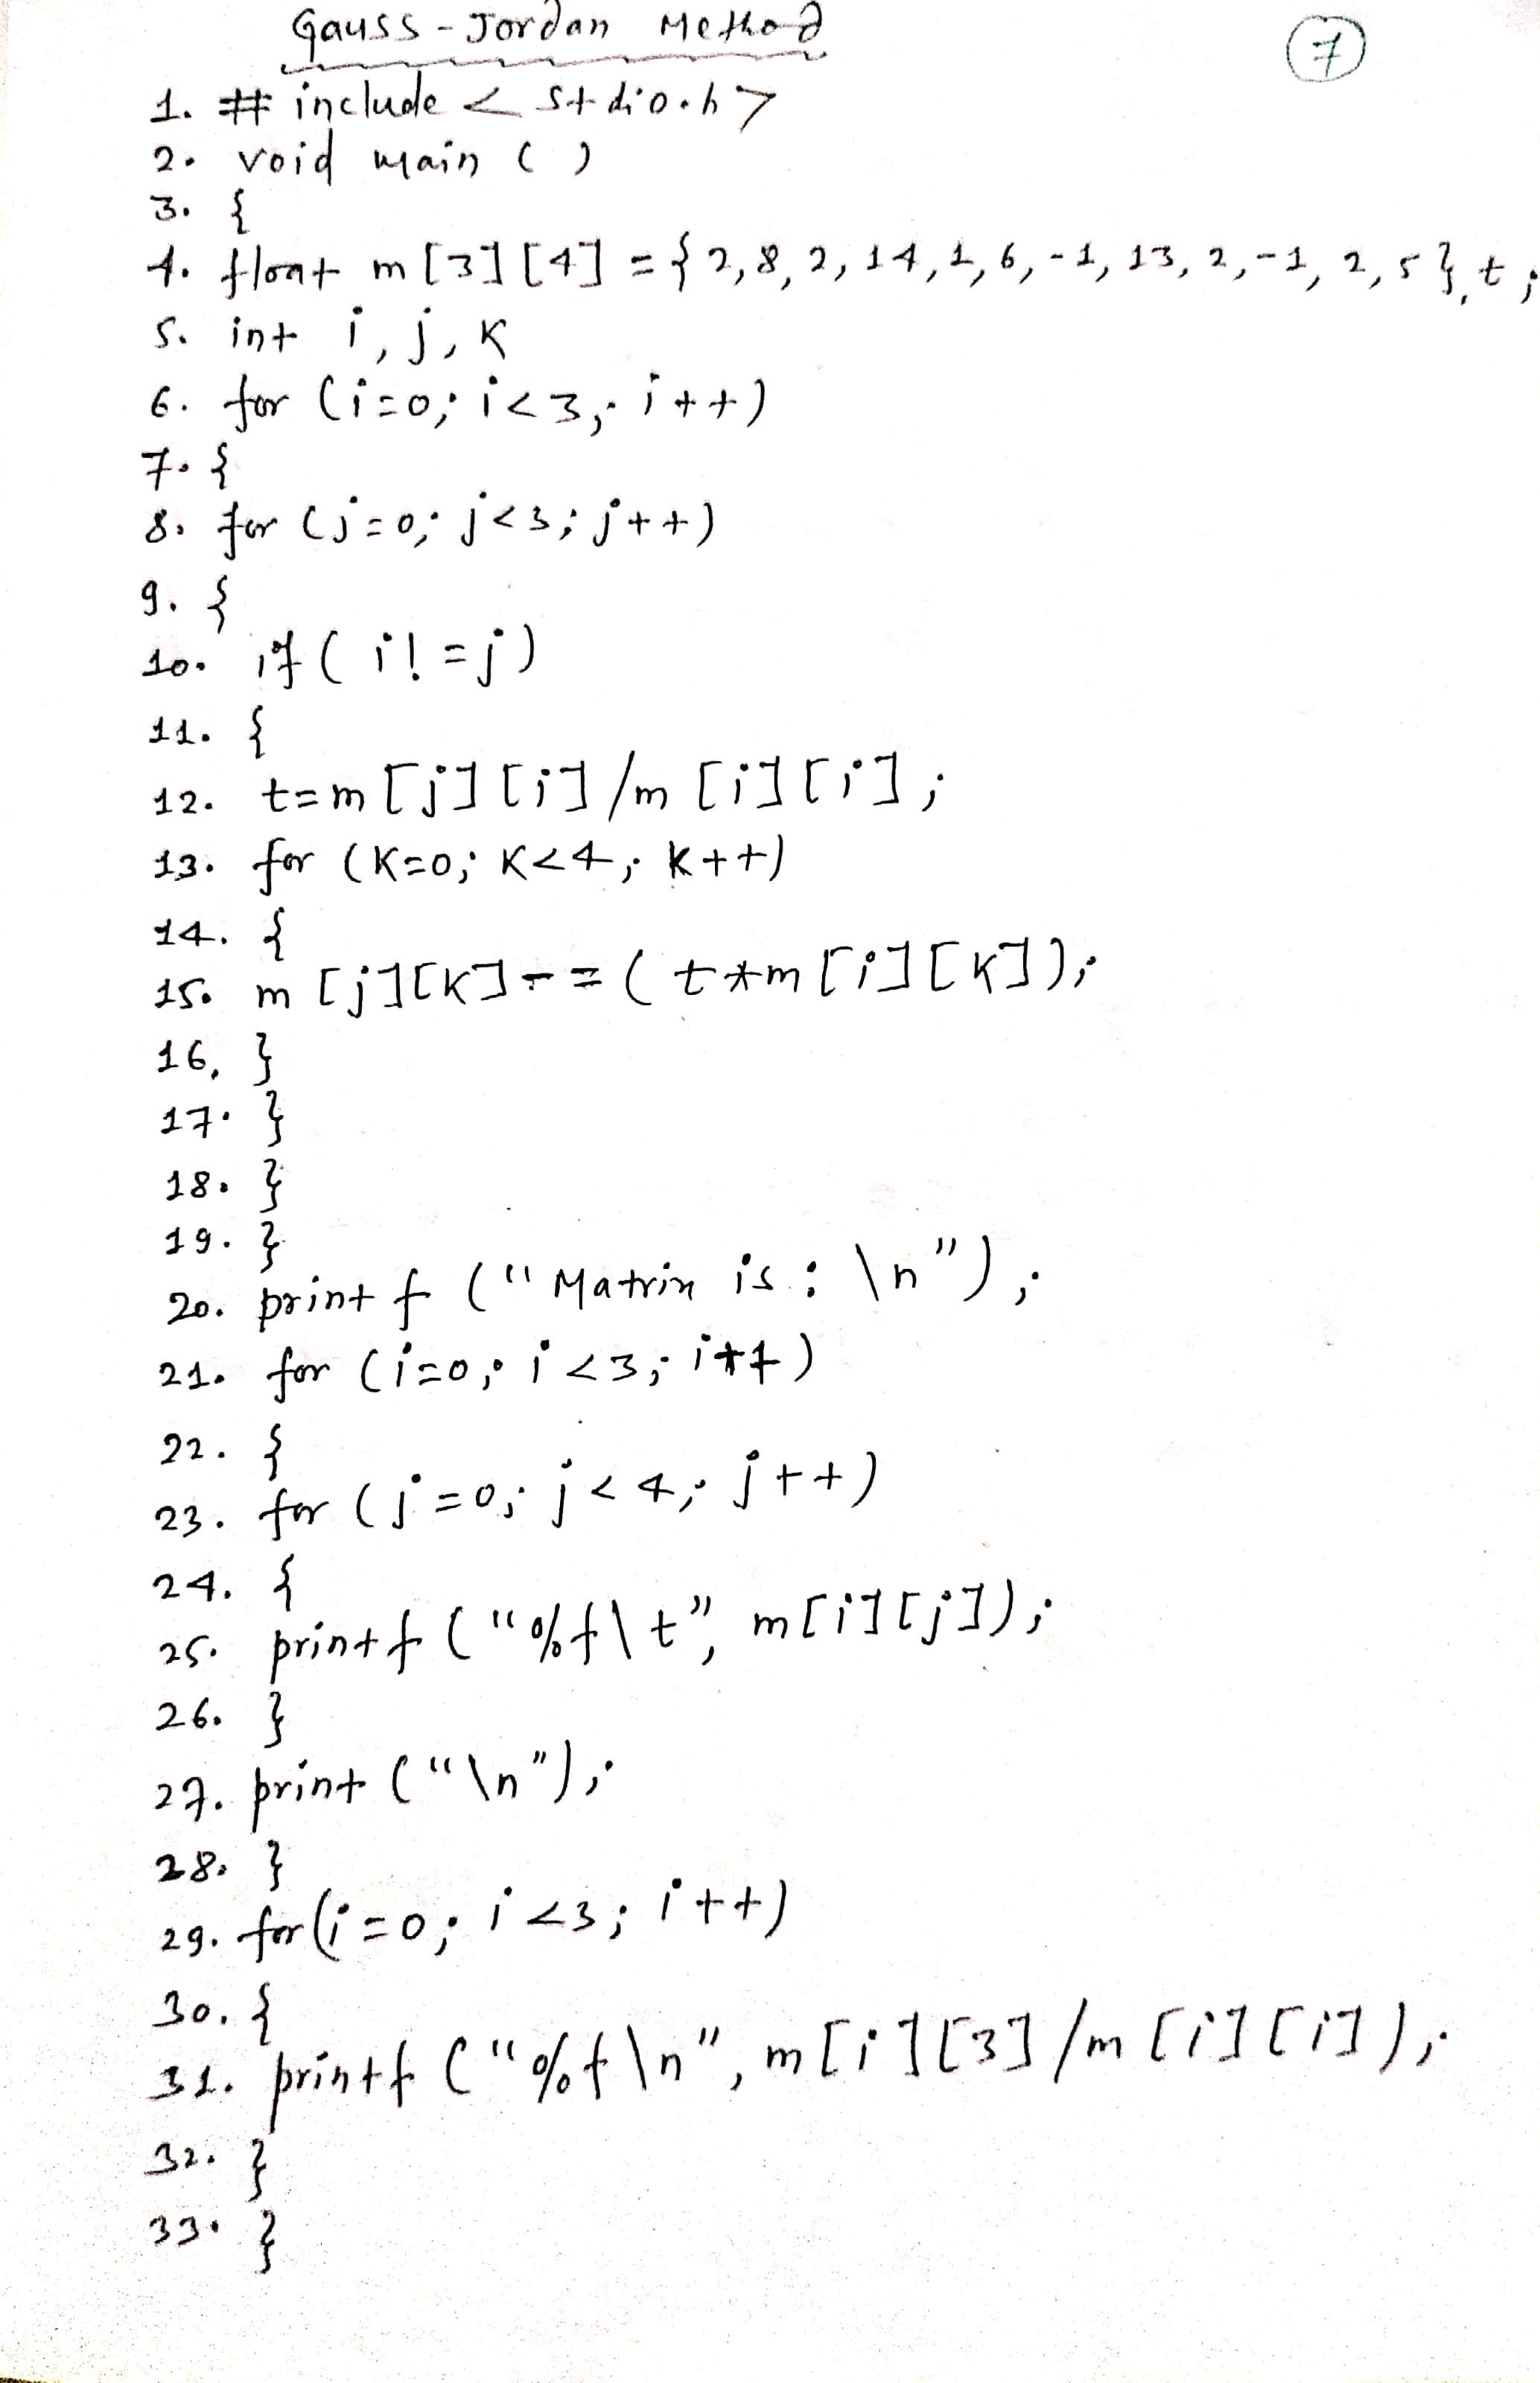 Gauss-Jordan Method
7
1. # include < stdio.h>
2. void main ( )
3. {
4. float m [3] [4] = { 2, 8, 2, 14, 1, 6, -1, 13, 2, -1, 2, 5 }, t ;
5. int i, j, K
6. for (i=0; i<3; i++)
7. {
8. for (j=0; j<3; j++)
9. {
10. if ( i! =j )
11. {
12. t=m [j] [i] /m [i] [i] ;
13. for (K=0; K<4; K++)
14. {
15. m [j] [K] - = ( t *m [i] [K] );
16. }
17. }
18. }
19. }
20. printf ("Matrix is : \n") ;
21. for (i=0; i<3; i++)
22. {
23. for (j=0; j<4; j++)
24. {
25. printf ("%f\t", m[i][j]);
26. }
27. print ("\n");
28. }
29. for(i=0; i<3; i++)
30. {
31. printf ("%f\n", m[i][3]/m[i][i]);
32. }
33. }